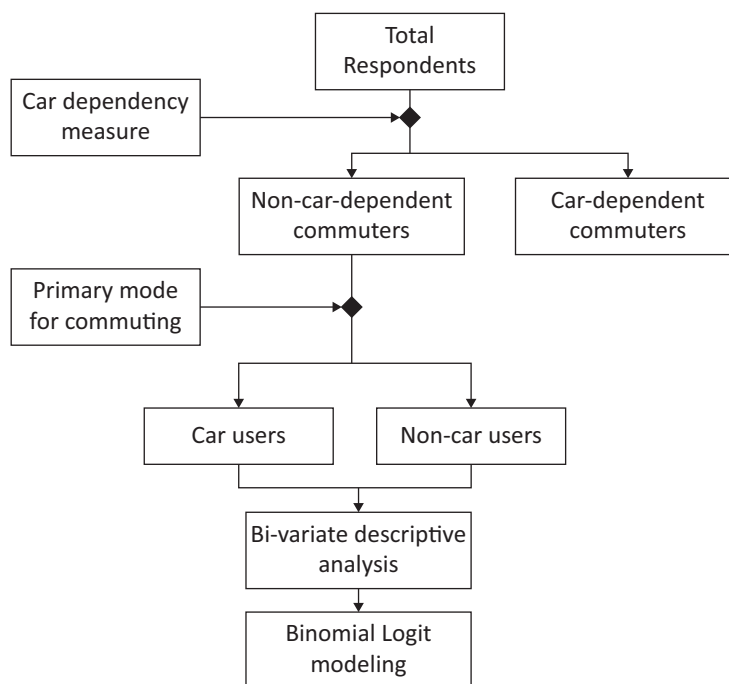 Total
Respondents
Car dependency
measure
Non-car-dependent
commuters
Car-dependent
commuters
Primary mode
for commuting
Car users
Non-car users
Bi-variate descriptive
analysis
Binomial Logit
modeling